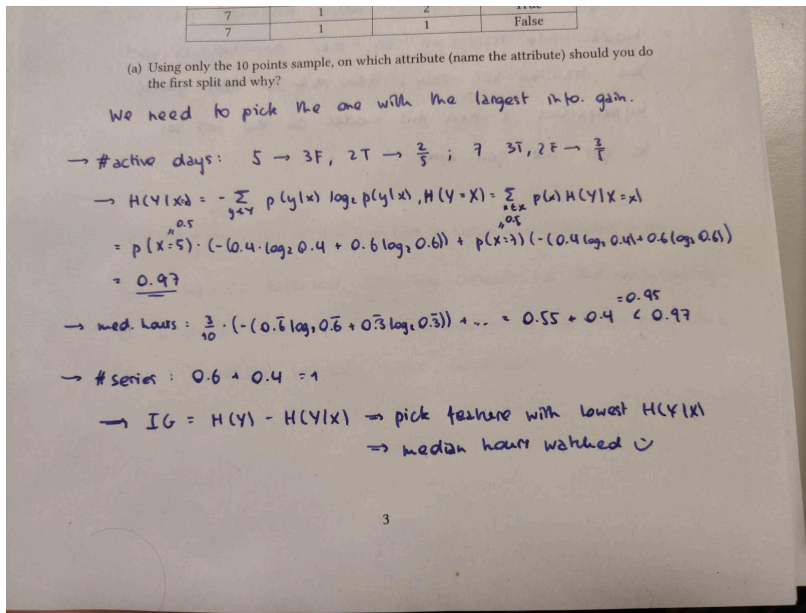 7 1 2 True
7 1 1 False
(a) Using only the 10 points sample, on which attribute (name the attribute) should you do
the first split and why?
We need to pick the one with the largest info. gain.
→ #active days: 5 → 3F, 2T → 2/5 ; 7 3T, 2F → 3/5
→ H(Y|X) = - Σ y∈Y p(y|x) log₂ p(y|x), H(Y=X) = Σ x∈X p(x) H(Y|X=x)
"0.5 "0.5
= p(x=5) · (-(0.4·log₂ 0.4 + 0.6 log₂ 0.6)) + p(x=7) (-(0.4 log₂ 0.4) + 0.6 log₂ 0.6))
= 0.97
=0.95
→ med. hours : 3/10 · (-(0.6̅ log₂ 0.6̅ + 0.3̅ log₂ 0.3̅)) + ... = 0.55 + 0.4 < 0.97
→ #series : 0.6 + 0.4 = 1
→ IG = H(Y) - H(Y|X) ⇒ pick feature with lowest H(Y|X)
⇒ median hours watched
3